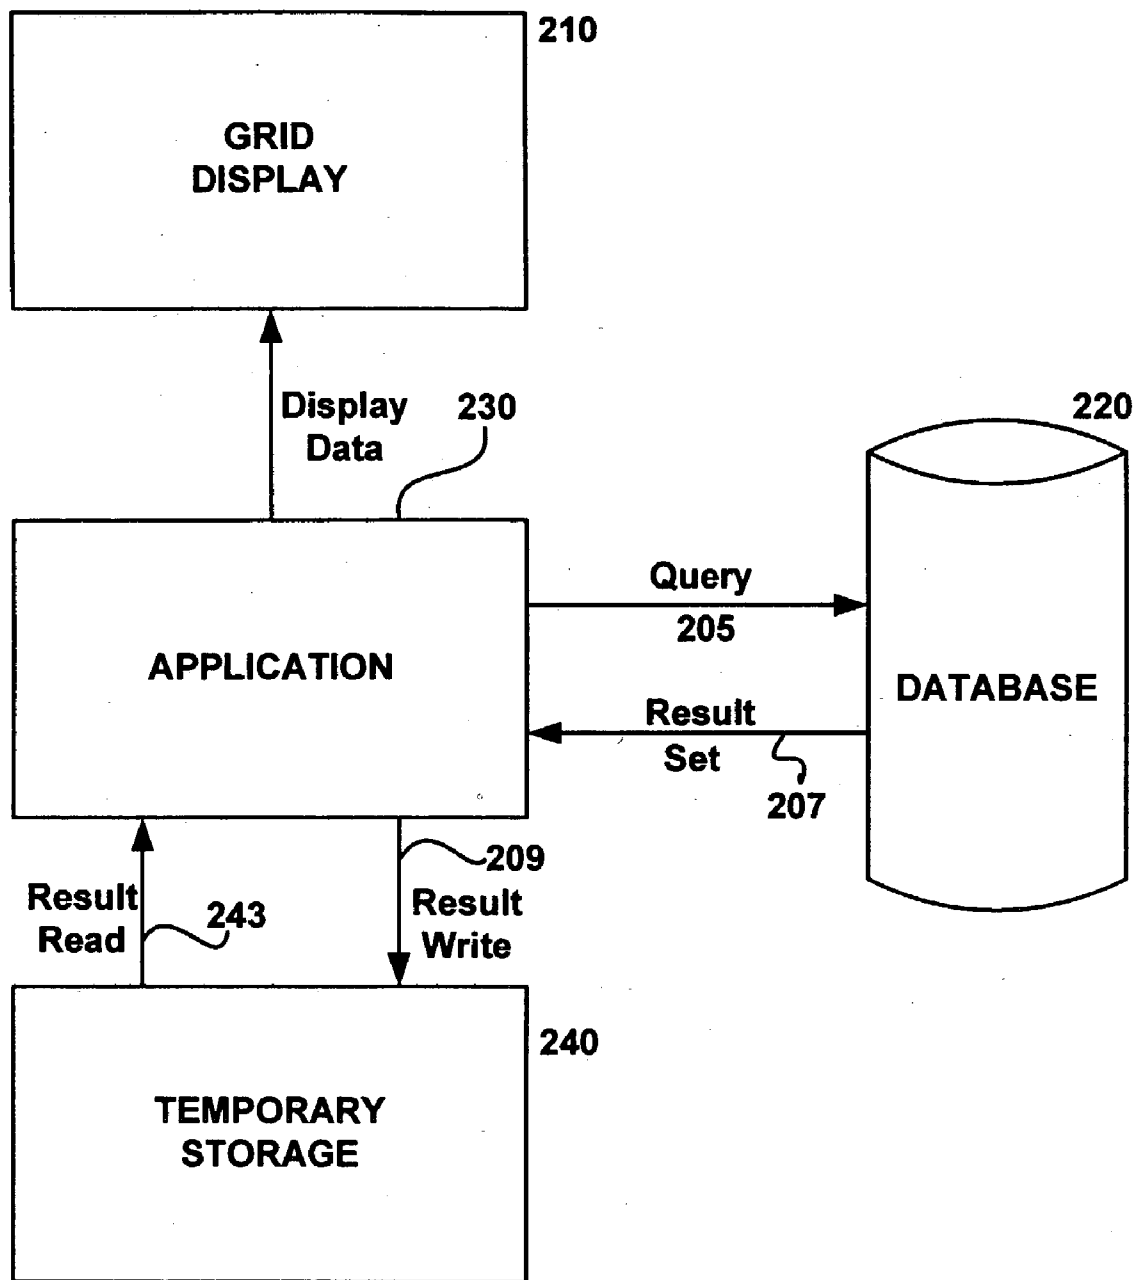 210
GRID
DISPLAY
Display
Data
230
220
Query
205
APPLICATION
DATABASE
Result
Set
207
209
Result
Read
243
Result
Write
240
TEMPORARY
STORAGE